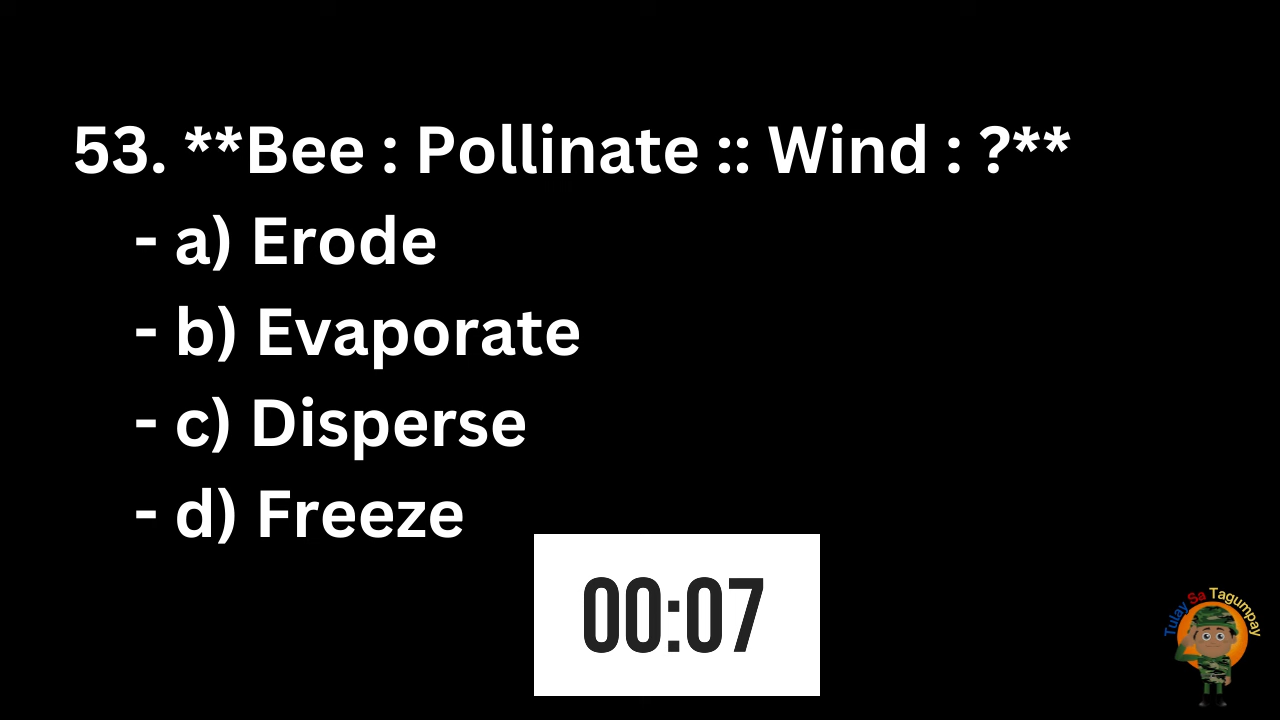 53. **Bee : Pollinate :: Wind : ?**
- a) Erode
- b) Evaporate
- c) Disperse
- d) Freeze
00:07
Tulay Sa Tagumpay